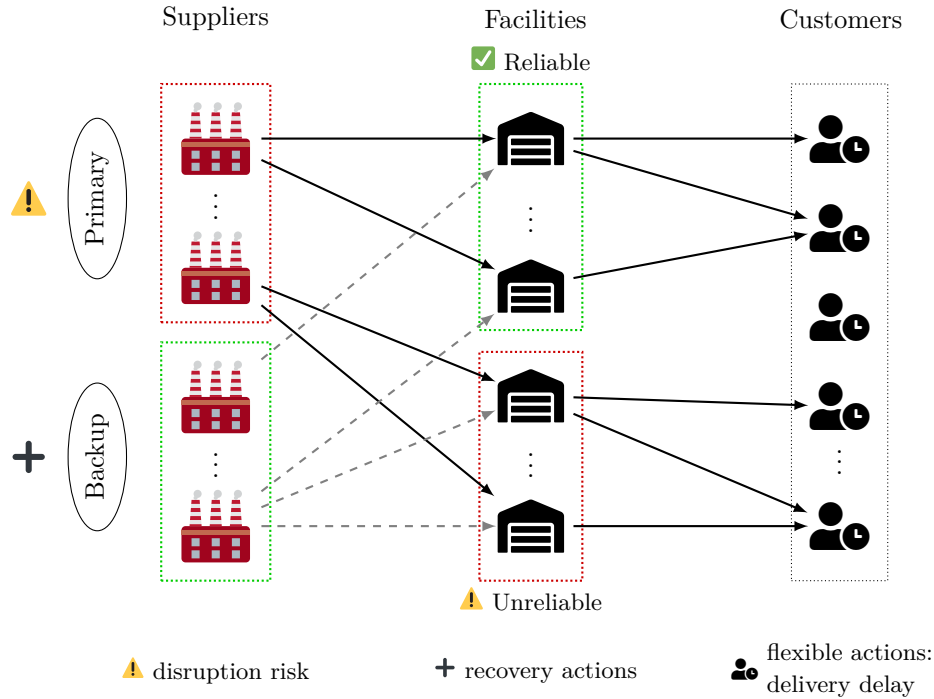 Suppliers
Facilities
Customers
Reliable
Primary
Backup
Unreliable
disruption risk
recovery actions
flexible actions:
delivery delay